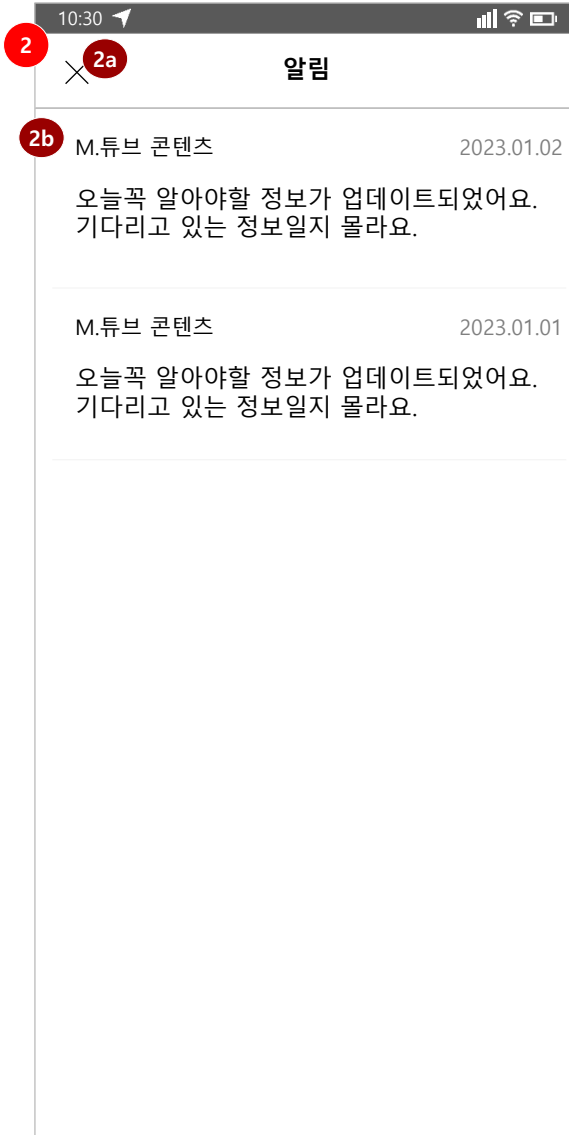 10:30
2
2a
알림
2b
M.튜브 콘텐츠 2023.01.02
오늘꼭 알아야할 정보가 업데이트되었어요.
기다리고 있는 정보일지 몰라요.
M.튜브 콘텐츠 2023.01.01
오늘꼭 알아야할 정보가 업데이트되었어요.
기다리고 있는 정보일지 몰라요.